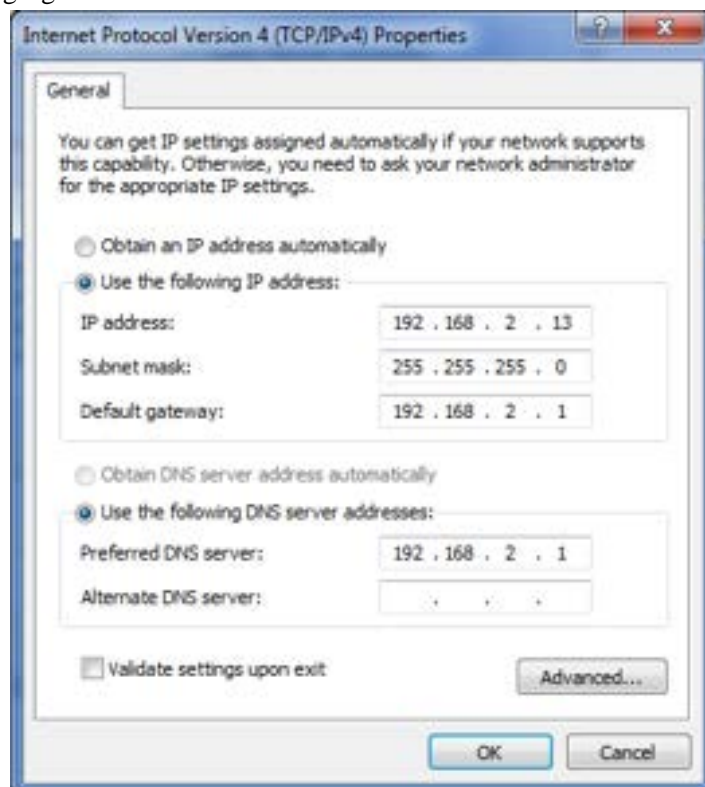 Internet Protocol Version 4 (TCP/IPv4) Properties
General
You can get IP settings assigned automatically if your network supports
this capability. Otherwise, you need to ask your network administrator
for the appropriate IP settings.
Obtain an IP address automatically
Use the following IP address:
IP address: 192 . 168 . 2 . 13
Subnet mask: 255 . 255 . 255 . 0
Default gateway: 192 . 168 . 2 . 1
Obtain DNS server address automatically
Use the following DNS server addresses:
Preferred DNS server: 192 . 168 . 2 . 1
Alternate DNS server: . . .
Validate settings upon exit
Advanced...
OK Cancel